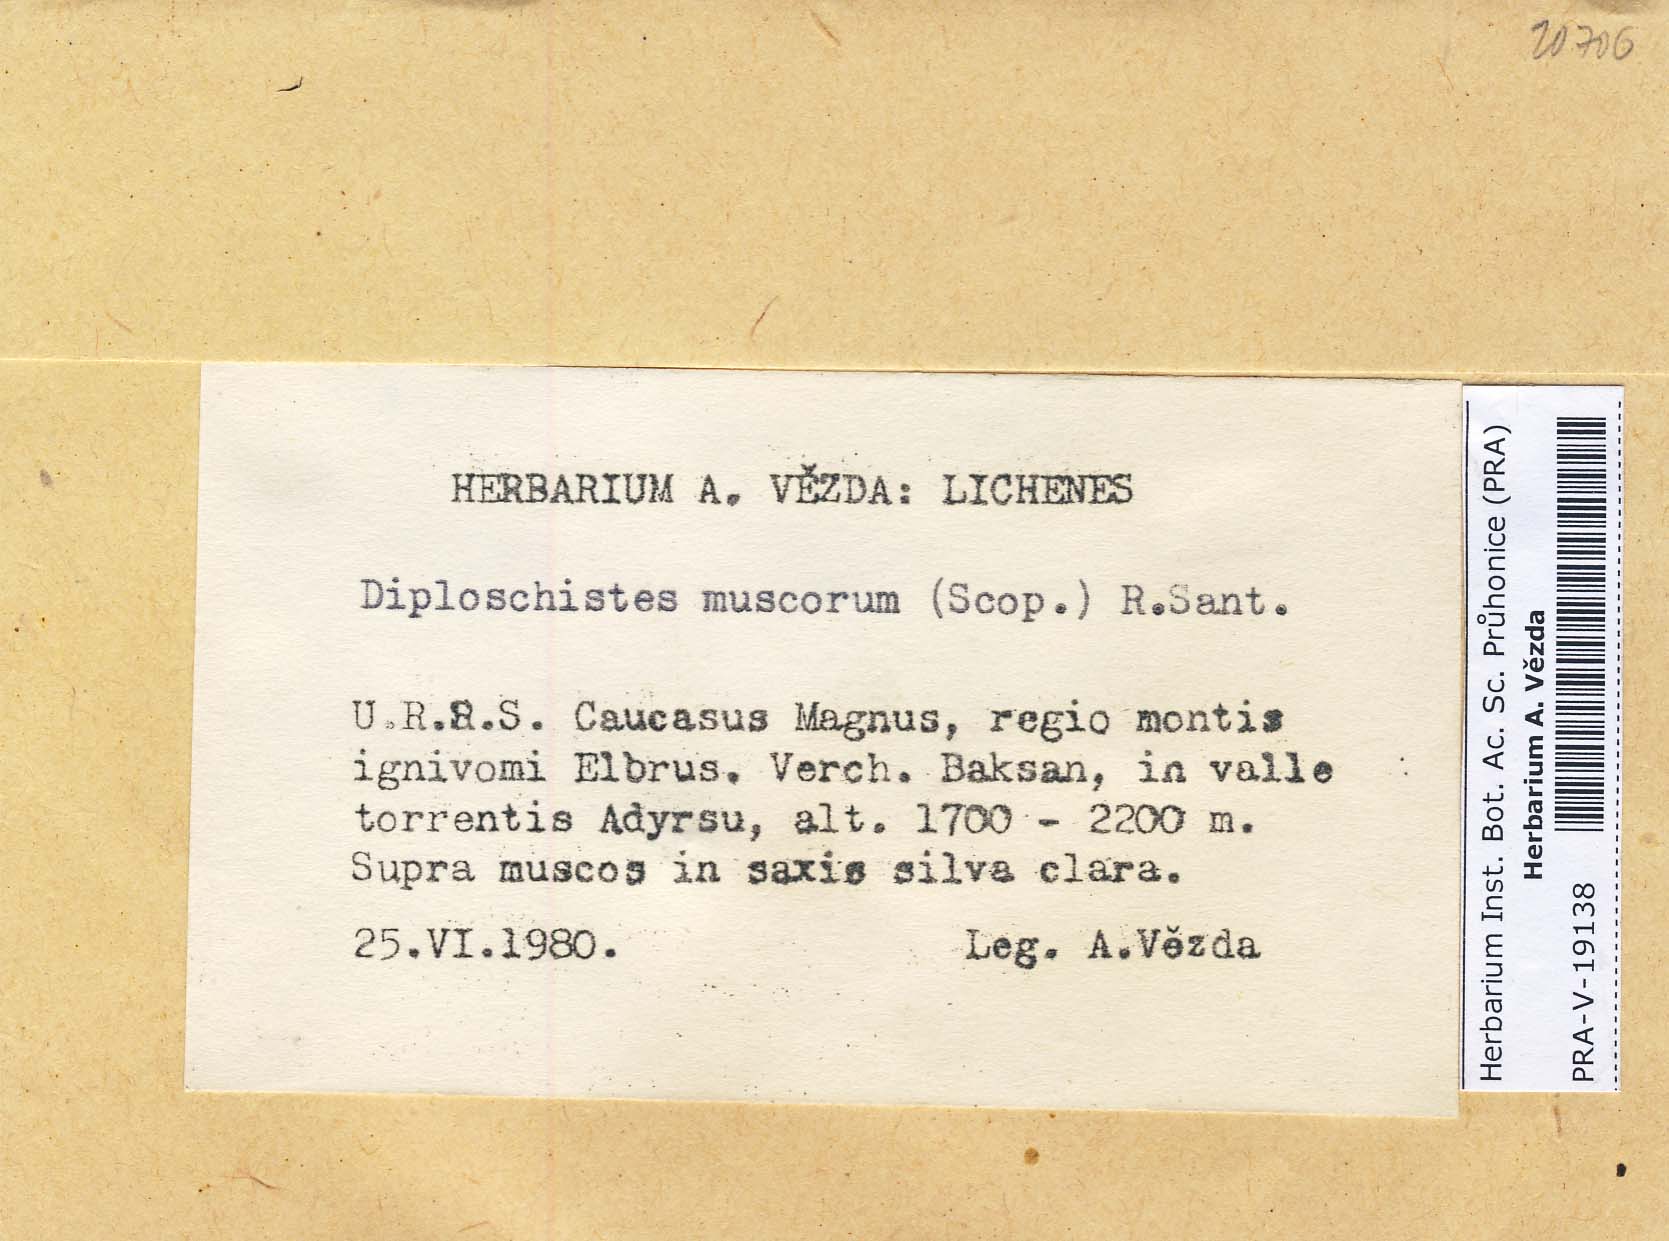 20706
HERBARIUM A. VĚZDA: LICHENES
Diploschistes muscorum (Scop.) R.Sant.
U.R.S.S. Caucasus Magnus, regio montis
ignivomi Elbrus. Verch. Baksan, in valle
torrentis Adyrsu, alt. 1700 - 2200 m.
Supra muscos in saxis silva clara.
25.VI.1980. Leg. A.Vězda
Herbarium Inst. Bot. Ac. Sc. Průhonice (PRA)
Herbarium A. Vězda
PRA-V-19138